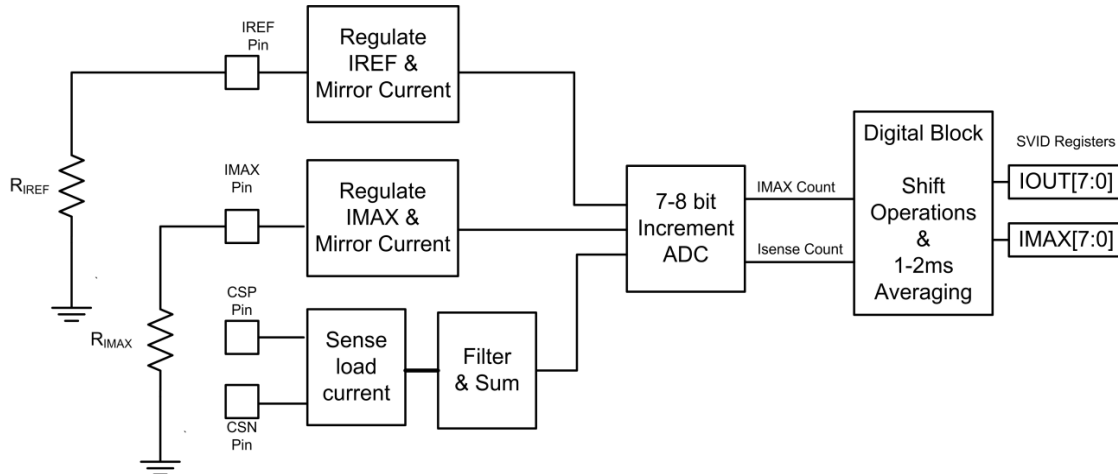 IREF
Pin
Regulate
IREF &
Mirror Current
RIREF
IMAX
Pin
Regulate
IMAX &
Mirror Current
RIMAX
CSP
Pin
Sense
load
current
CSN
Pin
Filter
& Sum
7-8 bit
Increment
ADC
IMAX Count
Isense Count
Digital Block
Shift
Operations
&
1-2ms
Averaging
SVID Registers
IOUT[7:0]
IMAX[7:0]